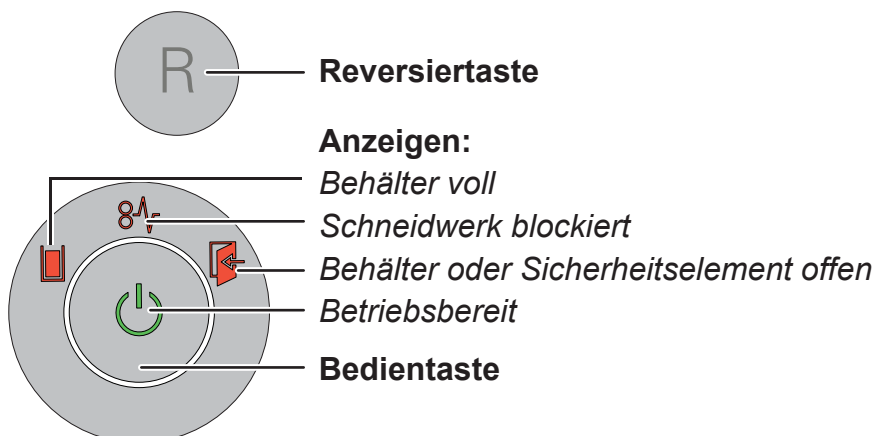 R
Reversiertaste
Anzeigen:
Behälter voll
Schneidwerk blockiert
Behälter oder Sicherheitselement offen
Betriebsbereit
Bedientaste